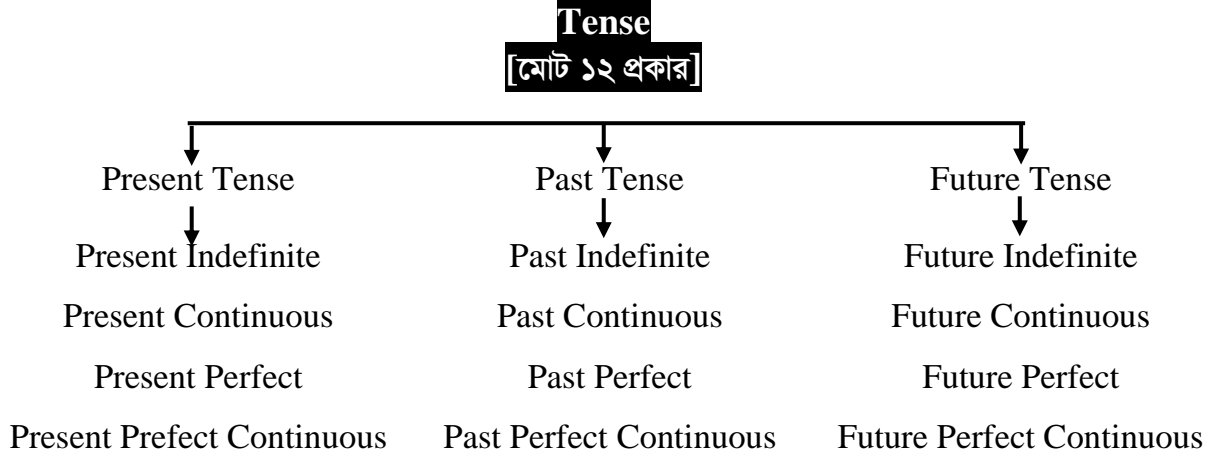 Tense
[মোট ১২ প্রকার]
Present Tense Past Tense Future Tense
Present Indefinite Past Indefinite Future Indefinite
Present Continuous Past Continuous Future Continuous
Present Perfect Past Perfect Future Perfect
Present Prefect Continuous Past Perfect Continuous Future Perfect Continuous